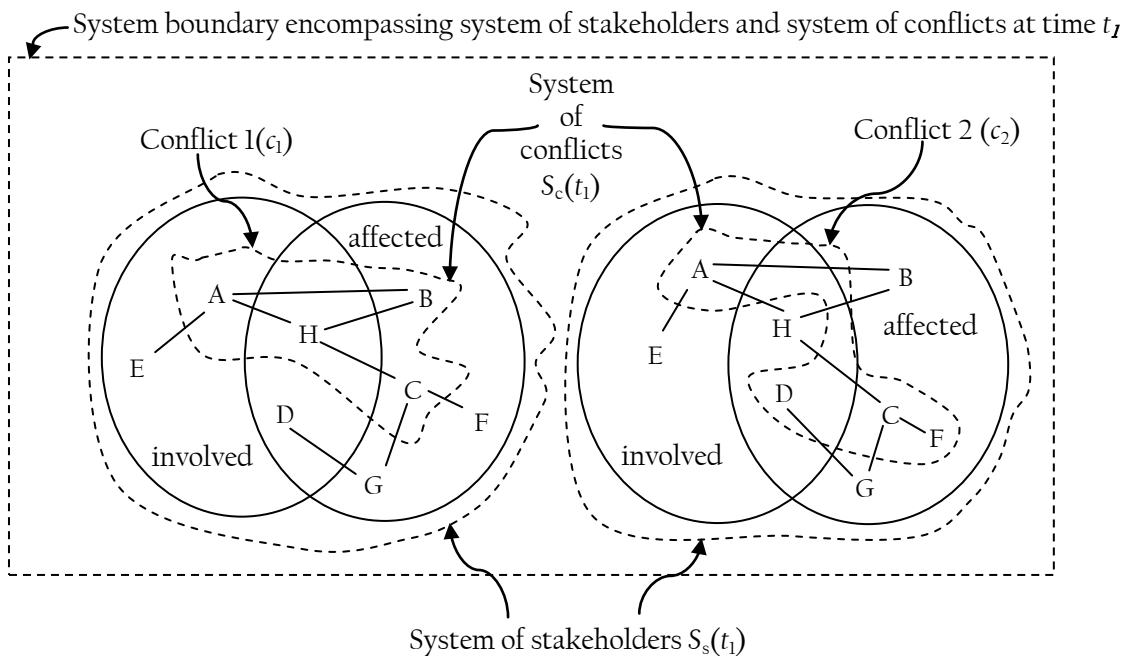 System boundary encompassing system of stakeholders and system of conflicts at time t1
System
of
conflicts
Sc(t1)
Conflict 1(c1)
Conflict 2 (c2)
affected
A
B
H
E
C
D
F
involved
G
A
B
H
affected
E
D
C
F
involved
G
System of stakeholders Ss(t1)